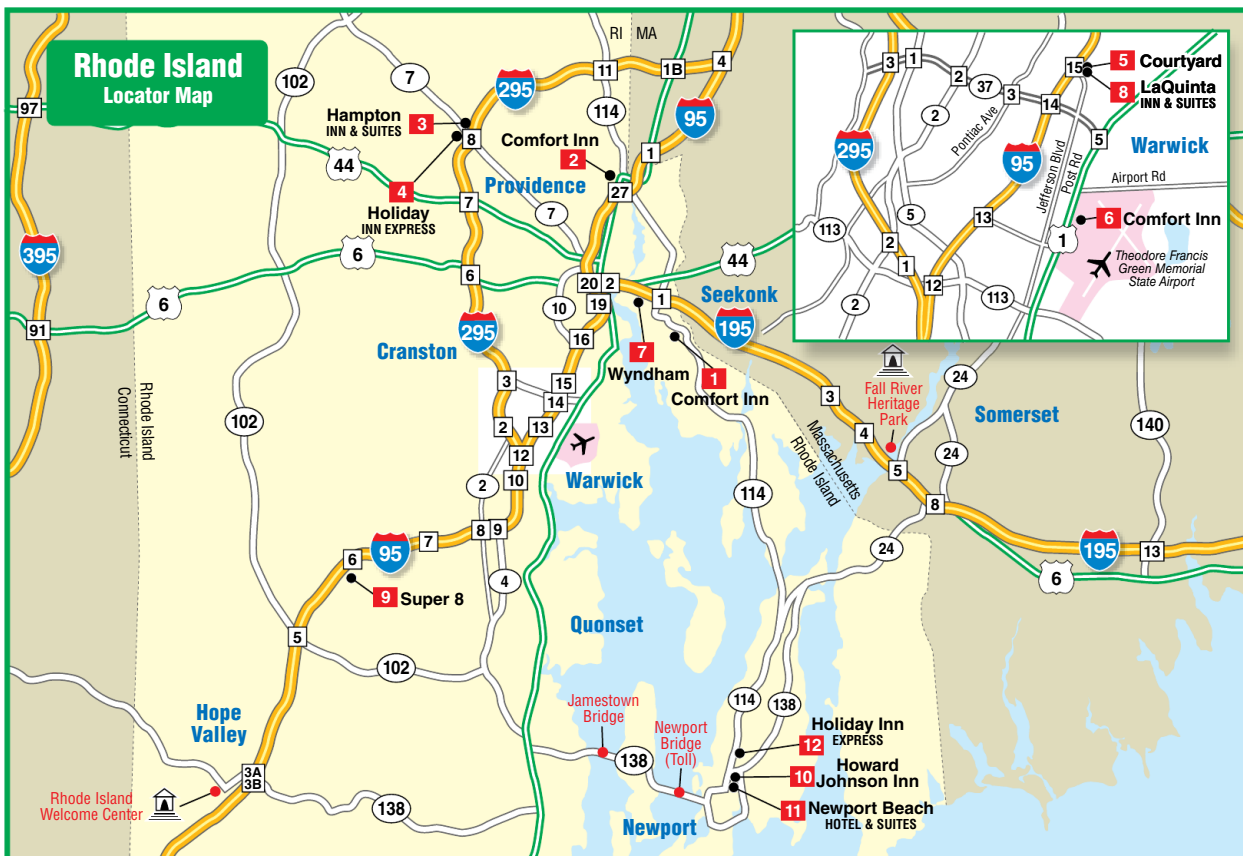 Rhode Island
Locator Map
RI
MA
102
7
11
1B
4
295
114
95
97
Hampton
INN & SUITES
3
8
Comfort Inn
2
1
44
4
Providence
27
Holiday
INN EXPRESS
7
7
395
6
6
6
44
20
2
Seekonk
1
19
10
195
91
295
16
Cranston
7
Wyndham
1
Comfort Inn
Rhode Island
Connecticut
3
15
14
102
2
13
12
Warwick
10
2
3
4
Massachusetts
Rhode Island
Fall River
Heritage
Park
24
Somerset
140
5
24
8
114
24
195
13
6
8
9
7
95
6
9
Super 8
4
Quonset
5
102
Hope
Valley
Jamestown
Bridge
Newport
Bridge
(Toll)
114
138
Holiday Inn
EXPRESS
12
138
Howard
Johnson Inn
10
3A
3B
Rhode Island
Welcome Center
138
Newport Beach
HOTEL & SUITES
11
Newport
3
1
2
37
3
15
5
Courtyard
8
LaQuinta
INN & SUITES
14
2
Pontiac Ave
5
Warwick
295
95
Jefferson Blvd
Post Rd
Airport Rd
5
13
6
Comfort Inn
113
2
1
1
Theodore Francis
Green Memorial
State Airport
12
113
2